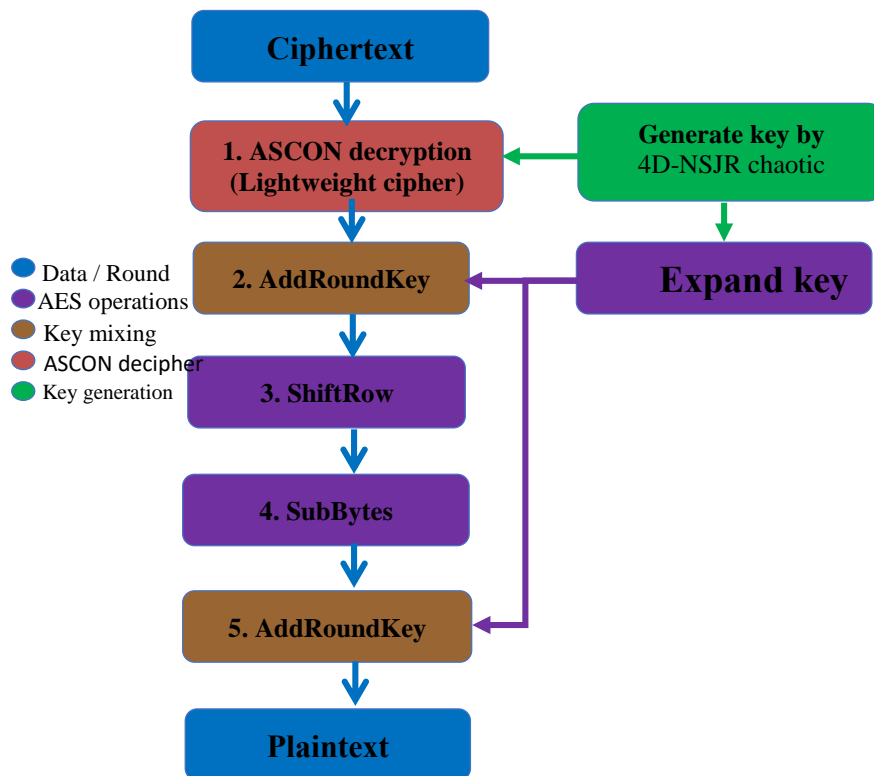 Ciphertext
1. ASCON decryption
(Lightweight cipher)
Generate key by
4D-NSJR chaotic
2. AddRoundKey
Expand key
Data / Round
AES operations
Key mixing
ASCON decipher
Key generation
3. ShiftRow
4. SubBytes
5. AddRoundKey
Plaintext